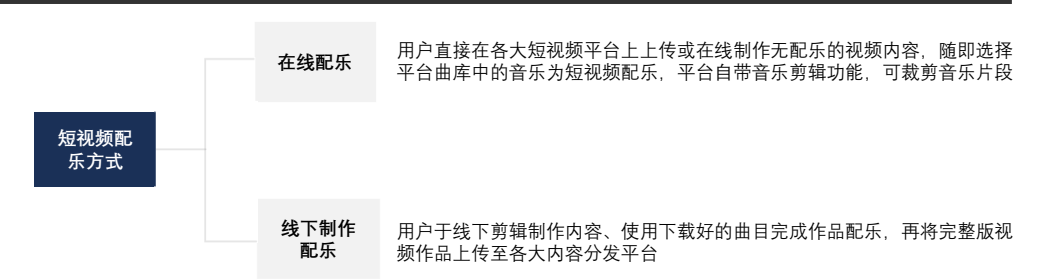 短视频配
乐方式
在线配乐
用户直接在各大短视频平台上上传或在线制作无配乐的视频内容，随即选择
平台曲库中的音乐为短视频配乐，平台自带音乐剪辑功能，可裁剪音乐片段
线下制作
配乐
用户于线下剪辑制作内容、使用下载好的曲目完成作品配乐，再将完整版视
频作品上传至各大内容分发平台